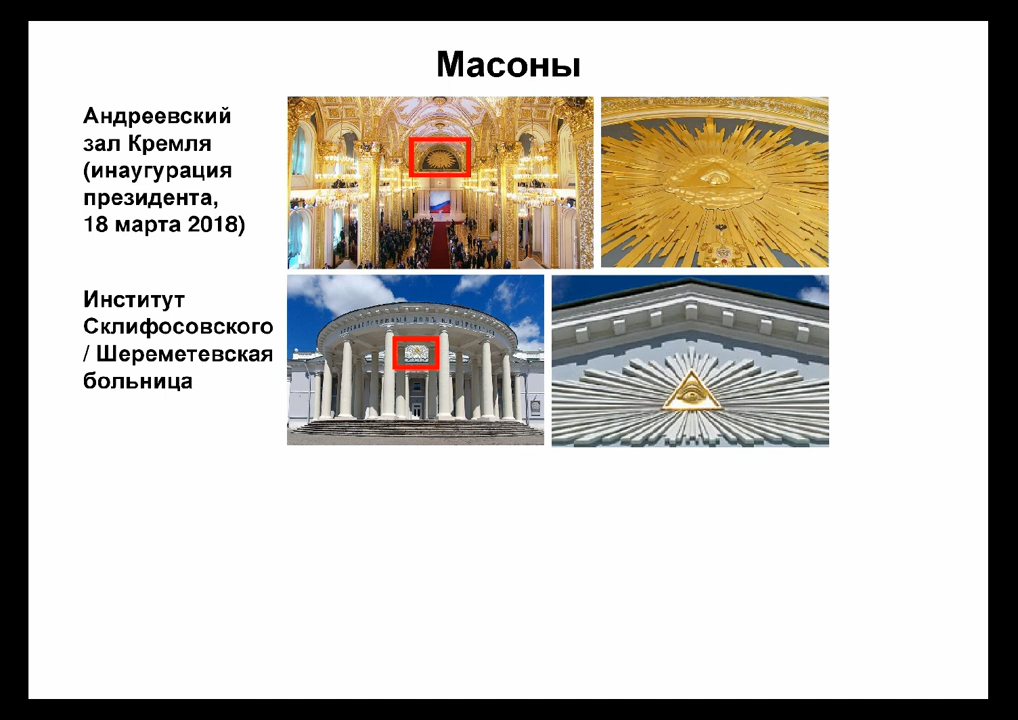 Масоны
Андреевский
зал Кремля
(инаугурация
президента,
18 марта 2018)
Институт
Склифосовского
/ Шереметевская
больница